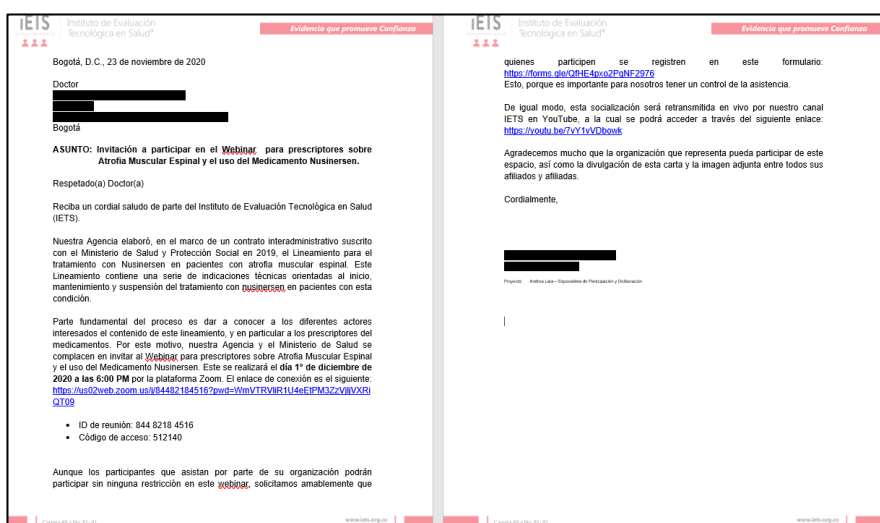 iETS
Instituto de Evaluación
Tecnológica en Salud®
Evidencia que promueve Confianza
Bogotá, D.C., 23 de noviembre de 2020
Doctor
Bogotá
ASUNTO: Invitación a participar en el Webinar para prescriptores sobre
Atrofia Muscular Espinal y el uso del Medicamento Nusinersen.
Respetado(a) Doctor(a)
Reciba un cordial saludo de parte del Instituto de Evaluación Tecnológica en Salud
(IETS).
Nuestra Agencia elaboró, en el marco de un contrato interadministrativo suscrito
con el Ministerio de Salud y Protección Social en 2019, el Lineamiento para el
tratamiento con Nusinersen en pacientes con atrofia muscular espinal. Este
Lineamiento contiene una serie de indicaciones técnicas orientadas al inicio,
mantenimiento y suspensión del tratamiento con nusinersen en pacientes con esta
condición.
Parte fundamental del proceso es dar a conocer a los diferentes actores
interesados el contenido de este lineamiento, y en particular a los prescriptores del
medicamentos. Por este motivo, nuestra Agencia y el Ministerio de Salud se
complacen en invitar al Webinar para prescriptores sobre Atrofia Muscular Espinal
y el uso del Medicamento Nusinersen. Este se realizará el día 1° de diciembre de
2020 a las 6:00 PM por la plataforma Zoom. El enlace de conexión es el siguiente:
https://us02web.zoom.us/j/84482184516?pwd=WmVTRVliR1U4eEtPM3ZzVjljVXRi
QT09
• ID de reunión: 844 8218 4516
• Código de acceso: 512140
Aunque los participantes que asistan por parte de su organización podrán
participar sin ninguna restricción en este webinar, solicitamos amablemente que
www.iets.org.co
iETS
Instituto de Evaluación
Tecnológica en Salud®
Evidencia que promueve Confianza
quienes participen se registren en este formulario:
https://forms.gle/QfHE4pxo2PgNF2976
Esto, porque es importante para nosotros tener un control de la asistencia.
De igual modo, esta socialización será retransmitida en vivo por nuestro canal
IETS en YouTube, a la cual se podrá acceder a través del siguiente enlace:
https://youtu.be/7vY1vVDbowk
Agradecemos mucho que la organización que representa pueda participar de este
espacio, así como la divulgación de esta carta y la imagen adjunta entre todos sus
afiliados y afiliadas.
Cordialmente,
Proyectó: Andrea Lara – Especialista de Participación y Deliberación
www.iets.org.co